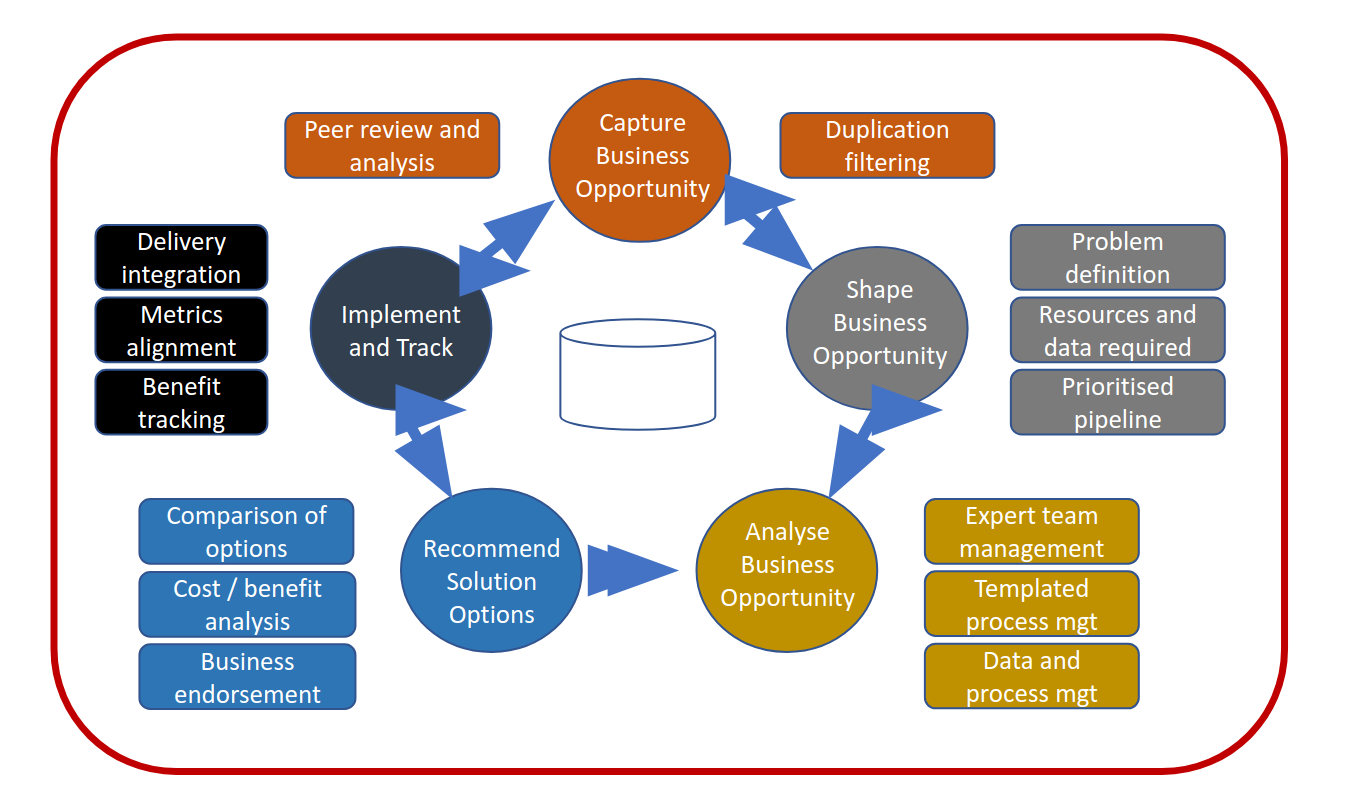 Capture
Business
Opportunity
Peer review and
analysis
Duplication
filtering
Shape
Business
Opportunity
Problem
definition
Resources and
data required
Prioritised
pipeline
Analyse
Business
Opportunity
Expert team
management
Templated
process mgt
Data and
process mgt
Recommend
Solution
Options
Comparison of
options
Cost / benefit
analysis
Business
endorsement
Implement
and Track
Delivery
integration
Metrics
alignment
Benefit
tracking